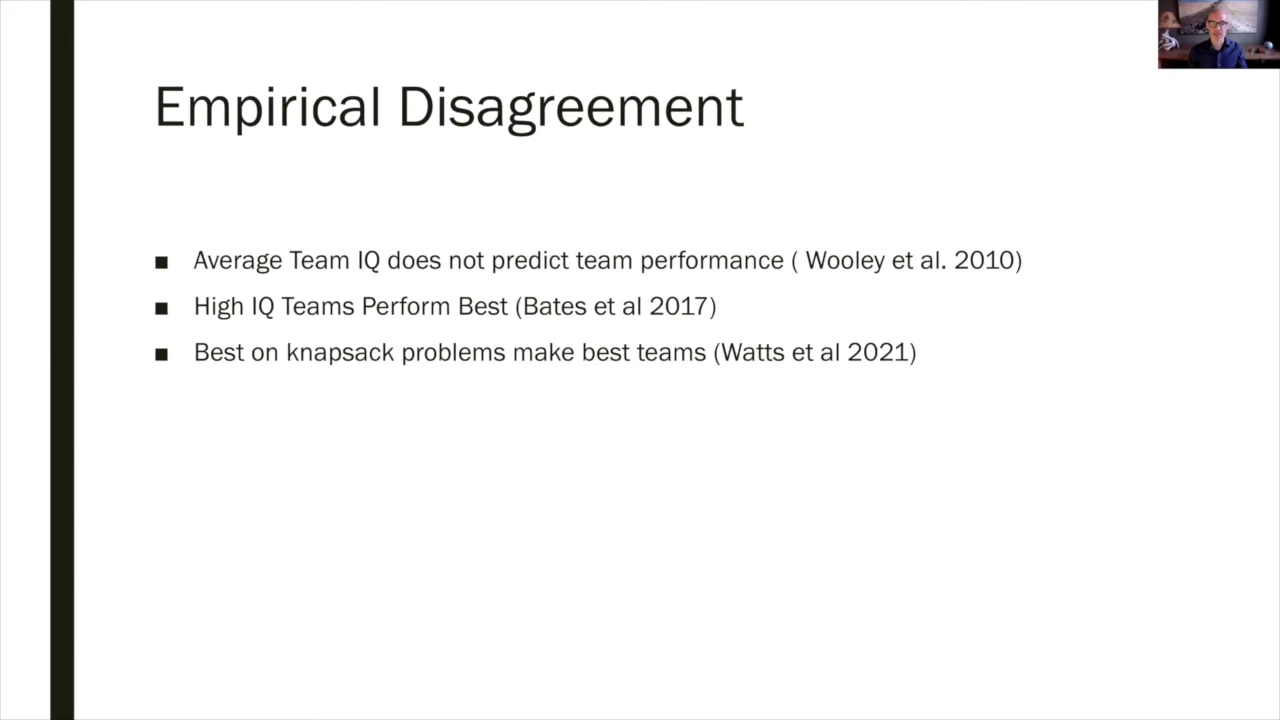 Empirical Disagreement
■ Average Team IQ does not predict team performance ( Wooley et al. 2010)
■ High IQ Teams Perform Best (Bates et al 2017)
■ Best on knapsack problems make best teams (Watts et al 2021)